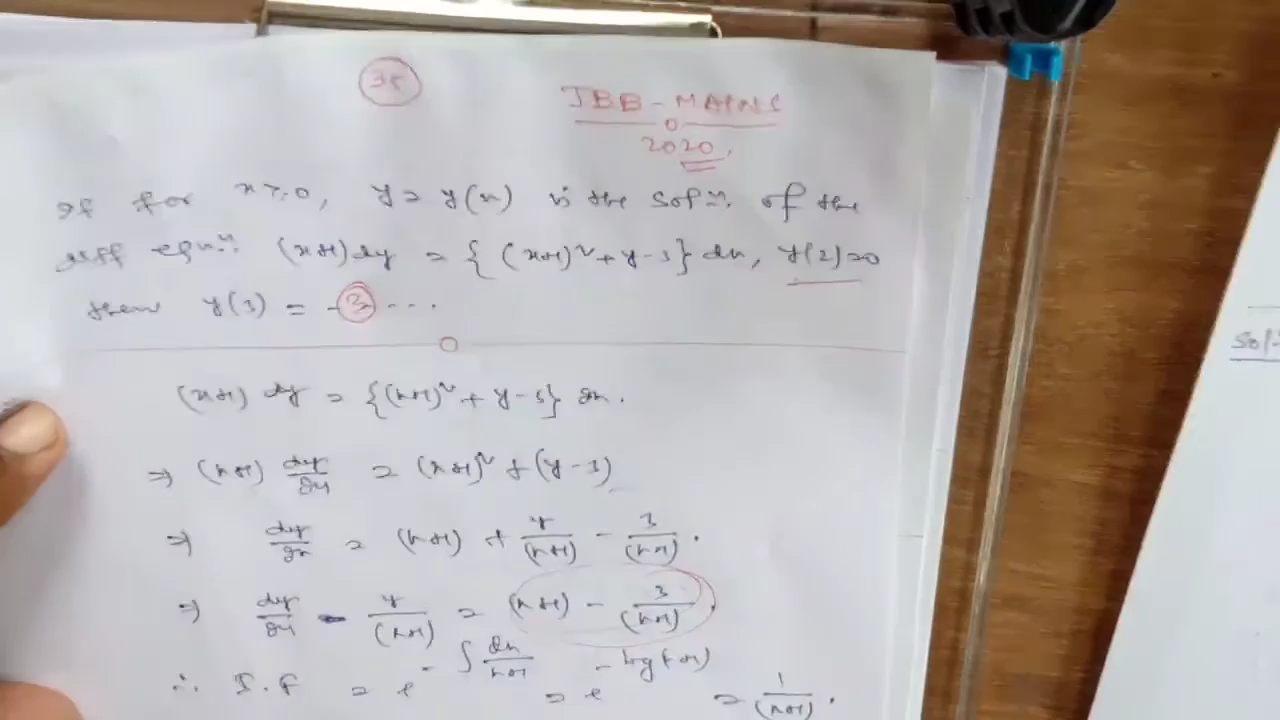 35
JEE-MAINS
2020.
If for x≥0, y = y(x) is the solⁿ. of the
diff eqnⁿ. (x+1)dy = {(x+1)²+y-3}dx, y(2)=0
then y(3) = -3- ...
(x+1) dy = {(x+1)² + y-3} dx.
⇒ (x+1) dy/dx = (x+1)² + (y-3)
⇒ dy/dx = (x+1) + y/(x+1) - 3/(x+1).
⇒ dy/dx - y/(x+1) = (x+1) - 3/(x+1).
∴ I.F = e^-∫dx/x+1 = e^-log(x+1) = 1/(x+1).
Solⁿ